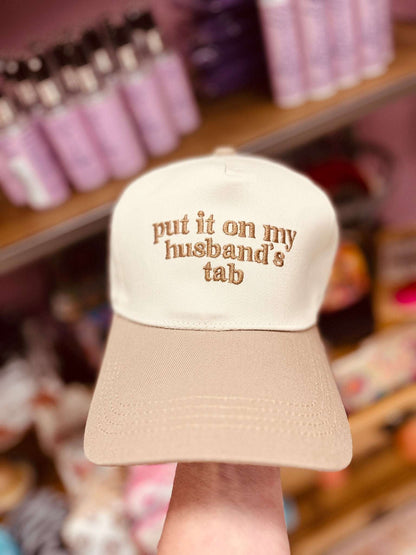 put it on my
husband's
tab